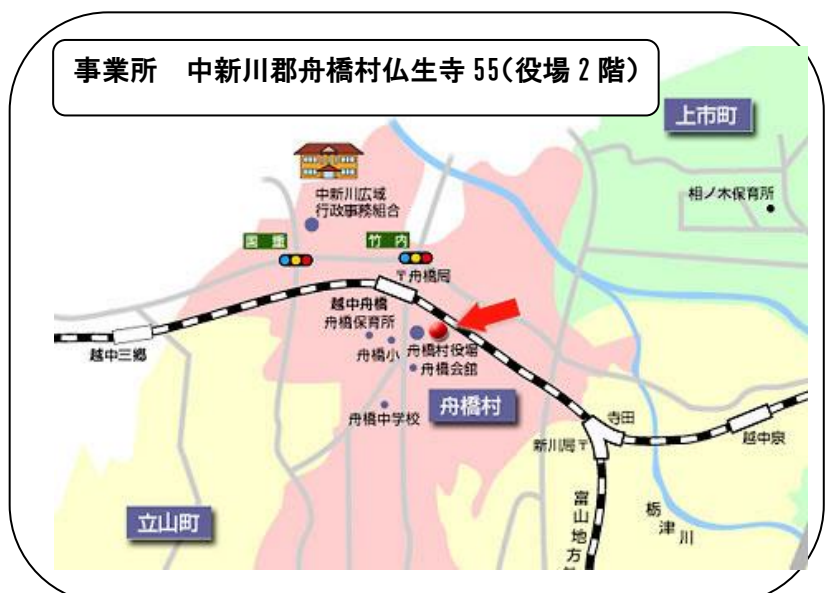 事業所 中新川郡舟橋村仏生寺55(役場2階)
上市町
相ノ木保育所
中新川広域
行政事務組合
国重
竹内
〒舟橋局
越中舟橋
舟橋保育所
越中三郷
舟橋小
舟橋村役場
舟橋会館
舟橋中学校
舟橋村
寺田
新川局〒
越中泉
立山町
富山地方
栃津川